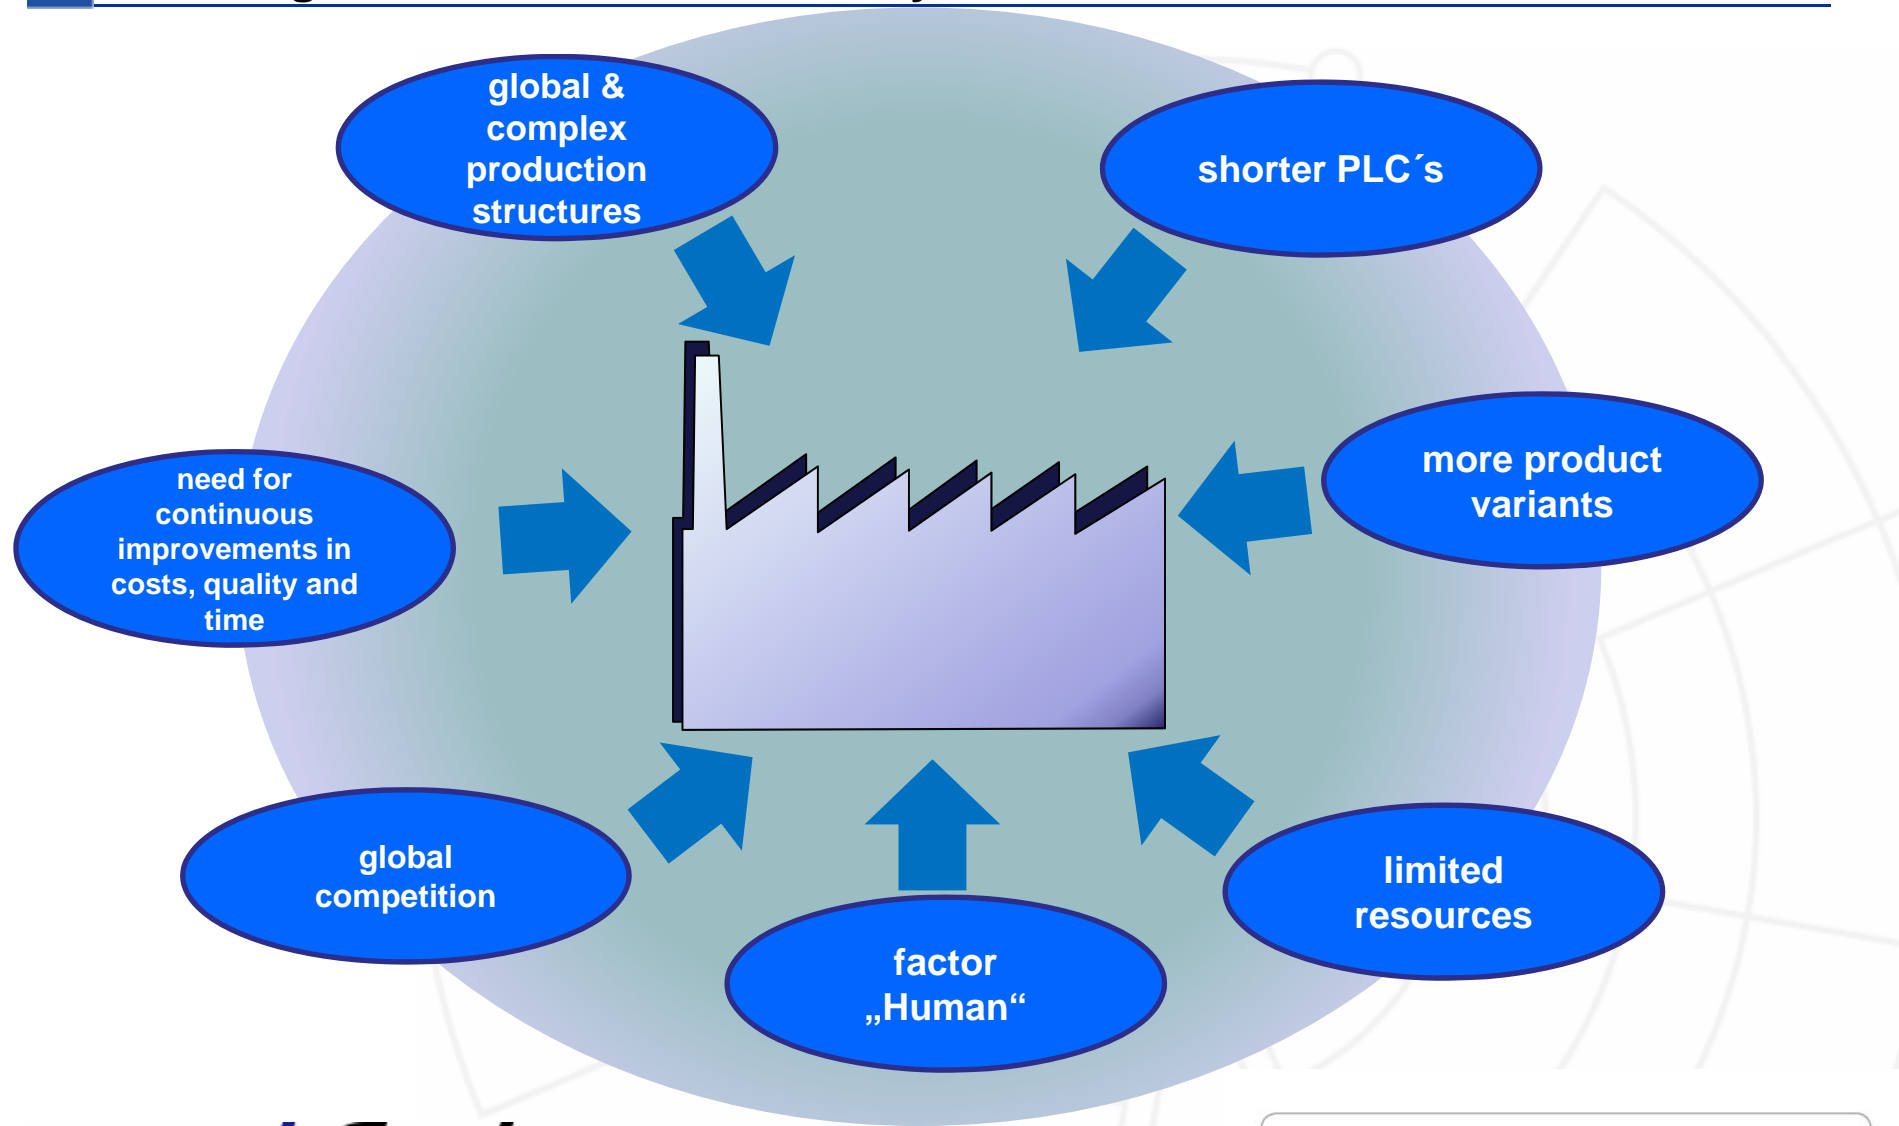 global &
complex
production
structures
shorter PLC´s
more product
variants
need for
continuous
improvements in
costs, quality and
time
global
competition
limited
resources
factor
„Human“